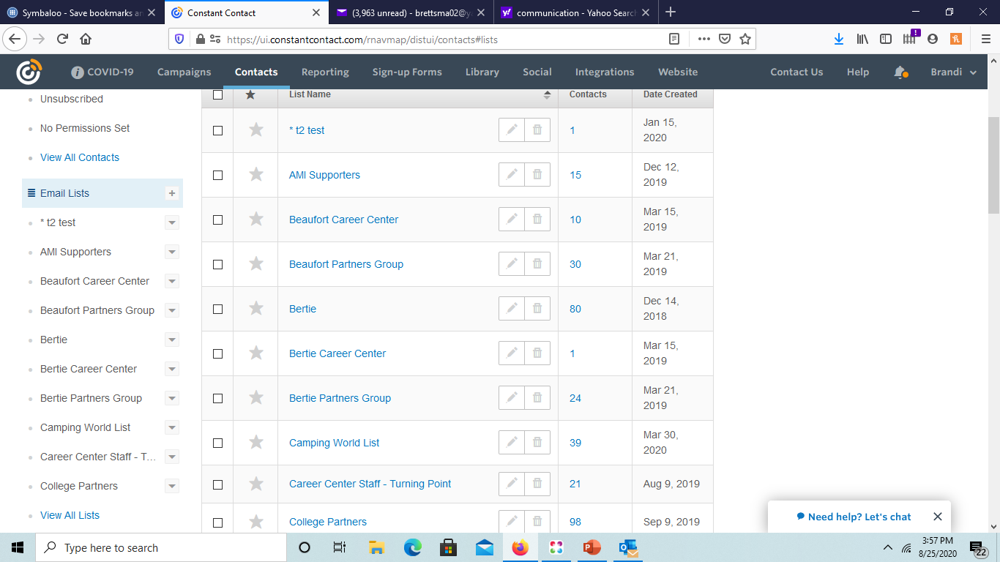 Symbaloo - Save bookmarks an
Constant Contact
(3,963 unread) - brettsma02@y
communication - Yahoo Search
https://ui.constantcontact.com/rnavmap/distui/contacts#lists
COVID-19
Campaigns
Contacts
Reporting
Sign-up Forms
Library
Social
Integrations
Website
Contact Us
Help
Brandi
Unsubscribed
No Permissions Set
View All Contacts
Email Lists
* t2 test
AMI Supporters
Beaufort Career Center
Beaufort Partners Group
Bertie
Bertie Career Center
Bertie Partners Group
Camping World List
Career Center Staff - T...
College Partners
View All Lists
List Name Contacts Date Created
* t2 test 1 Jan 15,
2020
AMI Supporters 15 Dec 12,
2019
Beaufort Career Center 10 Mar 15,
2019
Beaufort Partners Group 30 Mar 21,
2019
Bertie 80 Dec 14,
2018
Bertie Career Center 1 Mar 15,
2019
Bertie Partners Group 24 Mar 21,
2019
Camping World List 39 Mar 30,
2020
Career Center Staff - Turning Point 21 Aug 9, 2019
College Partners 98 Sep 9, 2019
Need help? Let's chat
Type here to search
3:57 PM
8/25/2020
22